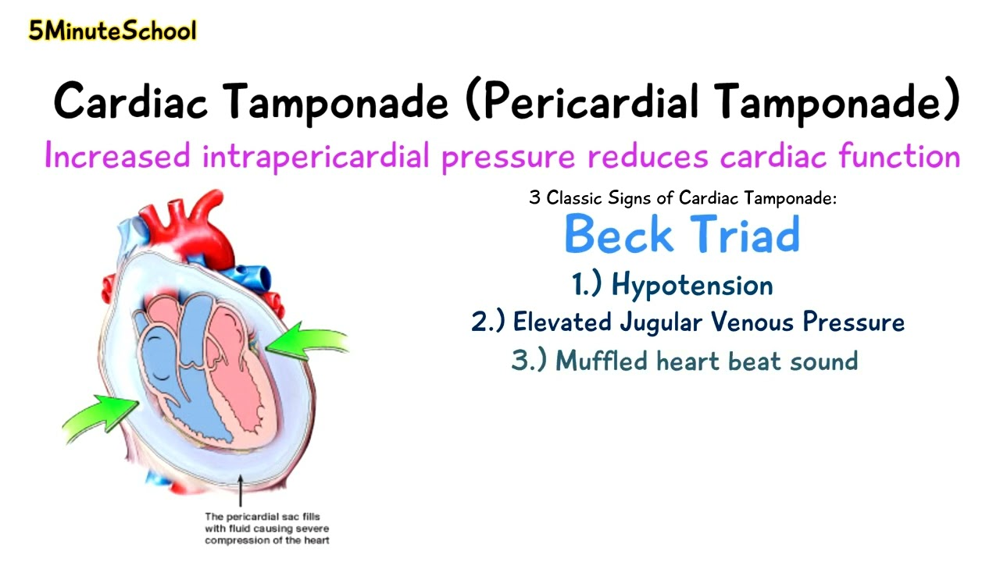 5MinuteSchool
Cardiac Tamponade (Pericardial Tamponade)
Increased intrapericardial pressure reduces cardiac function
3 Classic Signs of Cardiac Tamponade:
Beck Triad
1.) Hypotension
2.) Elevated Jugular Venous Pressure
3.) Muffled heart beat sound
The pericardial sac fills
with fluid causing severe
compression of the heart